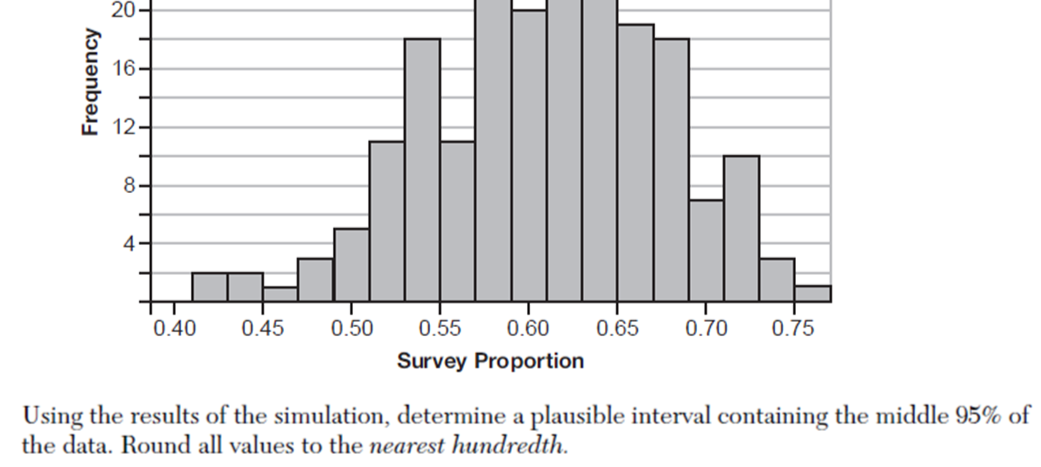 20
16
12
8
4
Frequency
0.40 0.45 0.50 0.55 0.60 0.65 0.70 0.75
Survey Proportion
Using the results of the simulation, determine a plausible interval containing the middle 95% of
the data. Round all values to the nearest hundredth.